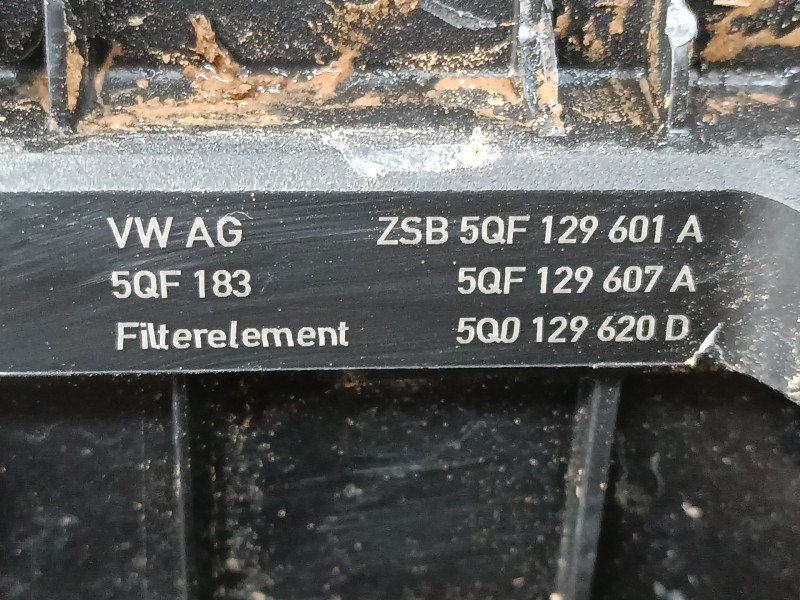 VW AG ZSB 5QF 129 601 A
5QF 183 5QF 129 607 A
Filterelement 5Q0 129 620 D